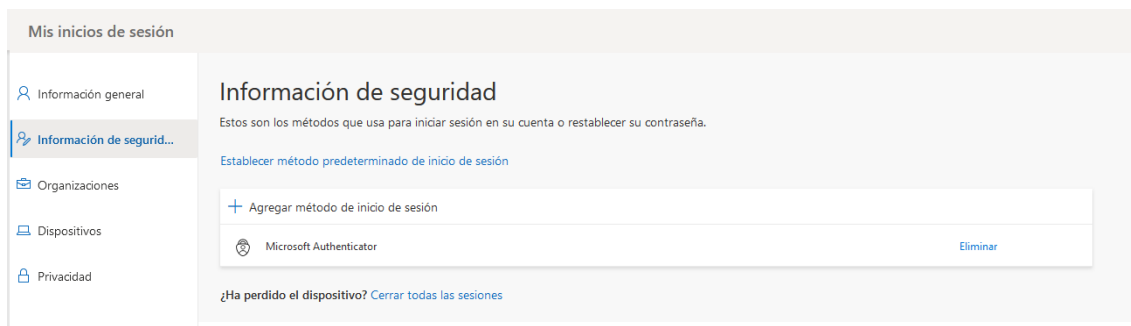 Mis inicios de sesión
Información general
Información de segurid...
Organizaciones
Dispositivos
Privacidad
Información de seguridad
Estos son los métodos que usa para iniciar sesión en su cuenta o restablecer su contraseña.
Establecer método predeterminado de inicio de sesión
Agregar método de inicio de sesión
Microsoft Authenticator Eliminar
¿Ha perdido el dispositivo? Cerrar todas las sesiones